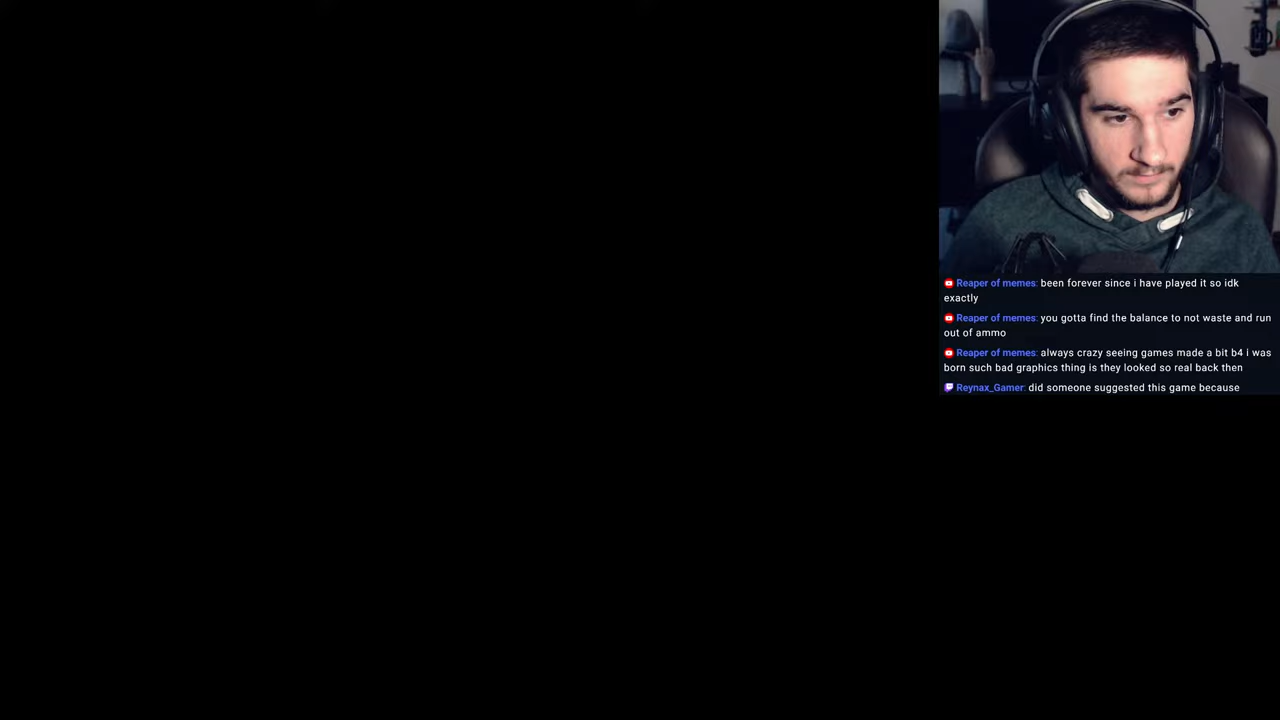 Reaper of memes: been forever since i have played it so idk
exactly
Reaper of memes: you gotta find the balance to not waste and run
out of ammo
Reaper of memes: always crazy seeing games made a bit b4 i was
born such bad graphics thing is they looked so real back then
Reynax_Gamer: did someone suggested this game because